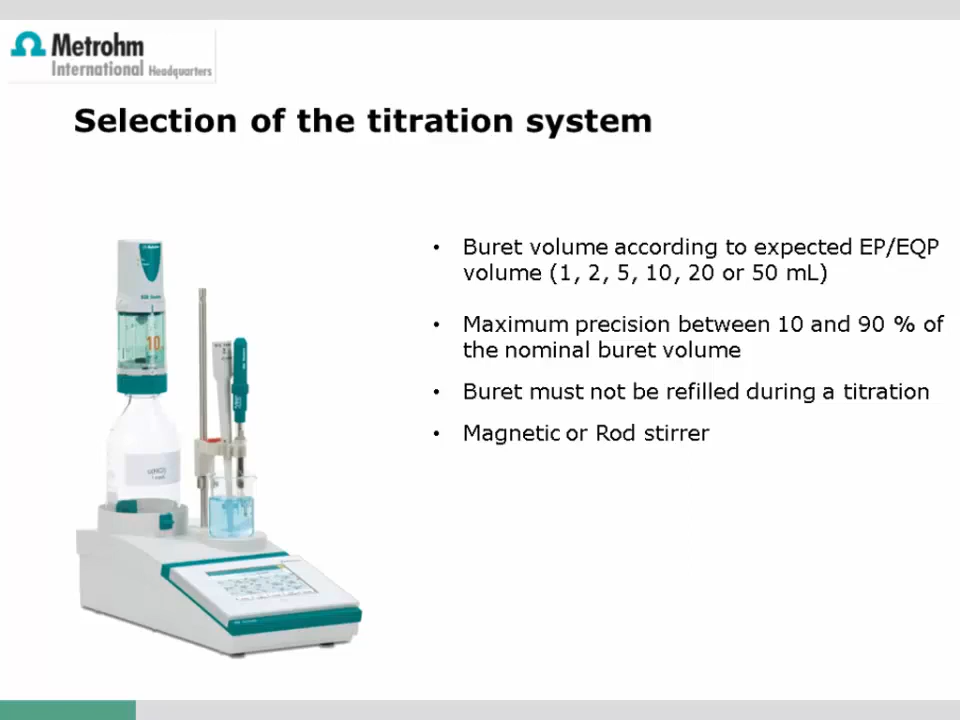 Metrohm
International Headquarters
Selection of the titration system
• Buret volume according to expected EP/EQP
volume (1, 2, 5, 10, 20 or 50 mL)
• Maximum precision between 10 and 90 % of
the nominal buret volume
• Buret must not be refilled during a titration
• Magnetic or Rod stirrer
10